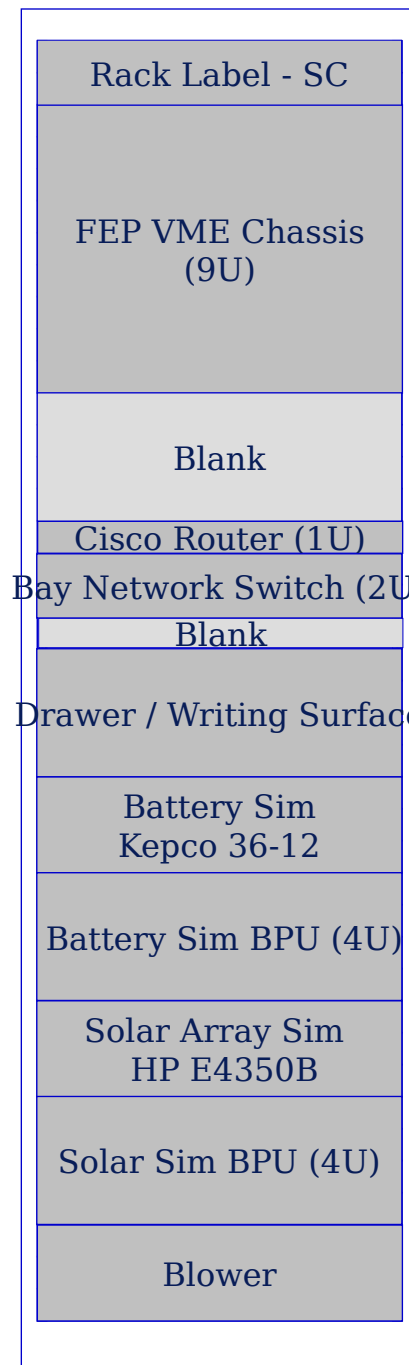 Rack Label - SC
FEP VME Chassis
(9U)
Blank
Cisco Router (1U)
Bay Network Switch (2U
Blank
Drawer / Writing Surface
Battery Sim
Kepco 36-12
Battery Sim BPU (4U)
Solar Array Sim
HP E4350B
Solar Sim BPU (4U)
Blower